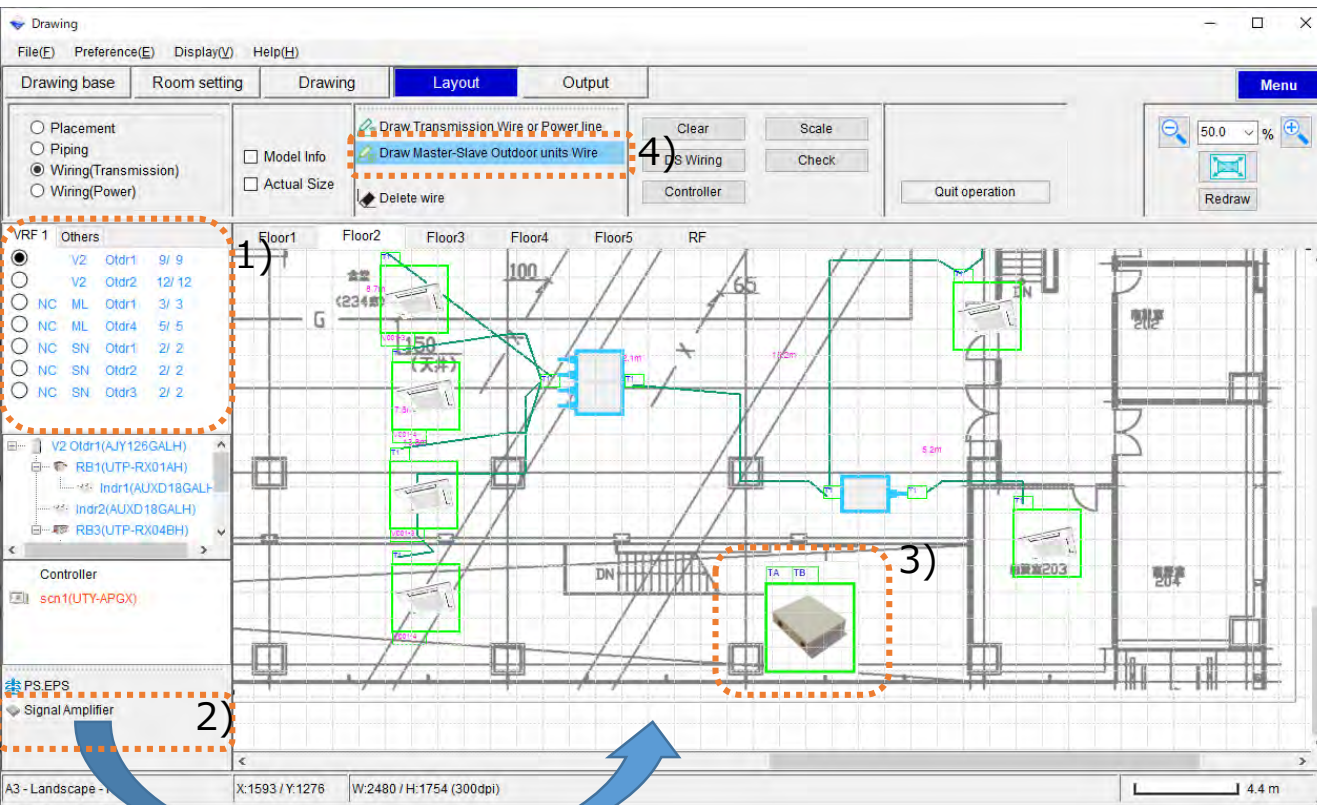 Drawing
File(F) Preference(E) Display(V) Help(H)
Drawing base Room setting Drawing Layout Output Menu
Placement
Piping
Wiring(Transmission)
Wiring(Power)
Model Info
Actual Size
Draw Transmission Wire or Power line
Draw Master-Slave Outdoor units Wire
Delete wire
4)
Clear Scale
DS Wiring Check
Controller
Quit operation
50.0 %
Redraw
VRF 1 Others
1)
V2 Otdr1 9/ 9
V2 Otdr2 12/ 12
NC ML Otdr1 3/ 3
NC ML Otdr4 5/ 5
NC SN Otdr1 2/ 2
NC SN Otdr2 2/ 2
NC SN Otdr3 2/ 2
V2 Otdr1(AJY126GALH)
RB1(UTP-RX01AH)
Indr1(AUXD18GALH
Indr2(AUXD18GALH)
RB3(UTP-RX04BH)
Controller
scn1(UTY-APGX)
PS.EPS
Signal Amplifier
2)
Floor1 Floor2 Floor3 Floor4 Floor5 RF
100
65
DN
G
150
(天井)
202
5.2m
3)
DN
TA TB
203
204
A3 - Landscape -
X:1593 / Y:1276
W:2480 / H:1754 (300dpi)
4.4 m